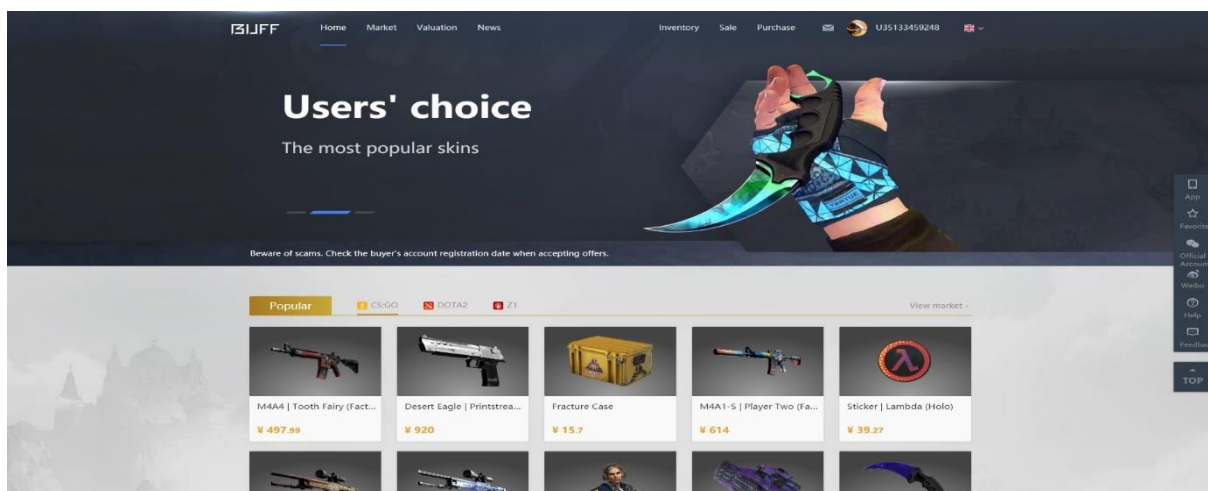 BUFF Home Market Valuation News Inventory Sale Purchase U35133459248
Users' choice
The most popular skins
Beware of scams. Check the buyer's account registration date when accepting offers.
App
Favorite
Official
Account
Weibo
Help
TOP
Popular CS:GO DOTA2 Z1 View market
M4A4 | Tooth Fairy (Fact... Desert Eagle | Printstrea... Fracture Case M4A1-S | Player Two (Fa... Sticker | Lambda (Holo)
¥ 497.99 ¥ 920 ¥ 15.7 ¥ 614 ¥ 39.27